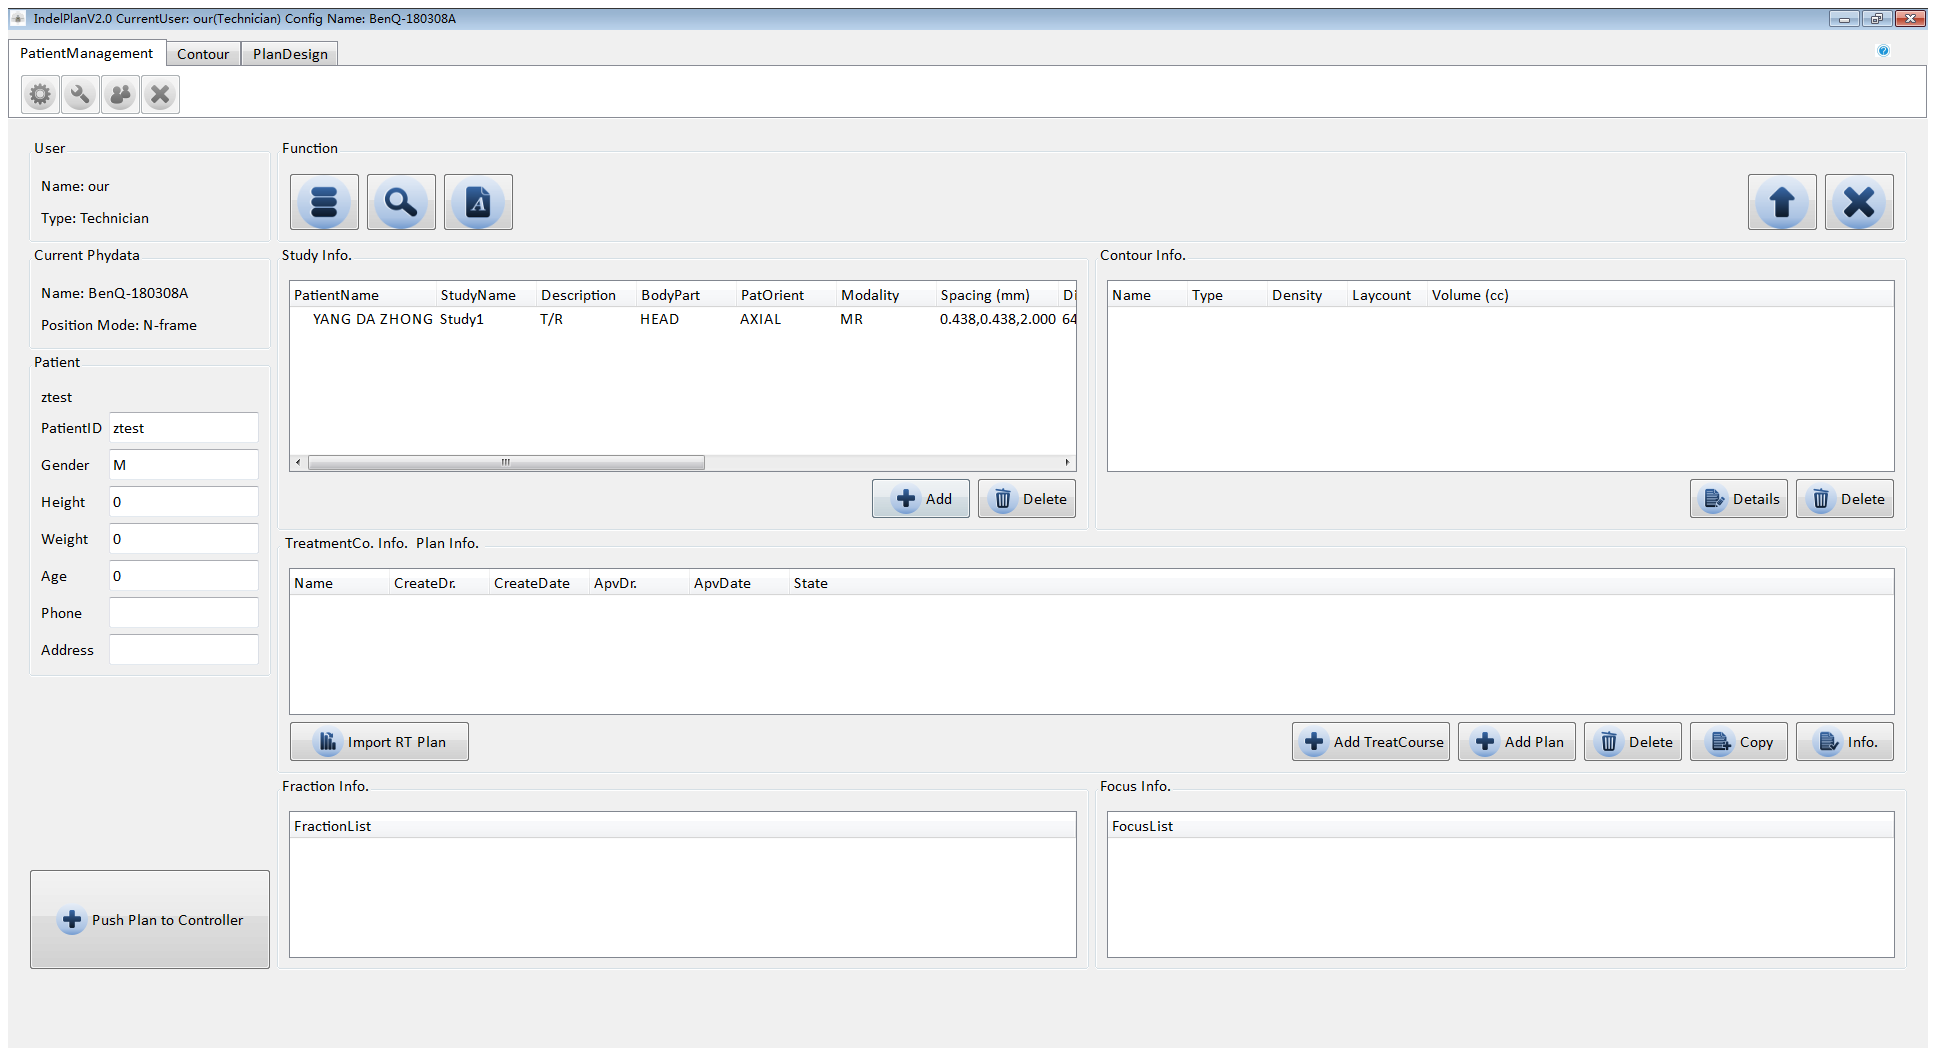 IndelPlanV2.0 CurrentUser: our(Technician) Config Name: BenQ-180308A
PatientManagement Contour PlanDesign
User
Name: our
Type: Technician
Function
Current Phydata
Name: BenQ-180308A
Position Mode: N-frame
Patient
ztest
PatientID ztest
Gender M
Height 0
Weight 0
Age 0
Phone
Address
Push Plan to Controller
Study Info.
PatientName StudyName Description BodyPart PatOrient Modality Spacing (mm) Di
YANG DA ZHONG Study1 T/R HEAD AXIAL MR 0.438,0.438,2.000 64
Add Delete
Contour Info.
Name Type Density Laycount Volume (cc)
Details Delete
TreatmentCo. Info. Plan Info.
Name CreateDr. CreateDate ApvDr. ApvDate State
Import RT Plan Add TreatCourse Add Plan Delete Copy Info.
Fraction Info.
FractionList
Focus Info.
FocusList